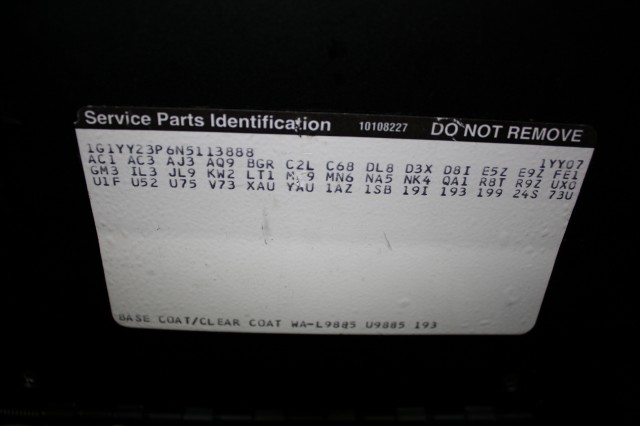 Service Parts Identification 10108227 DO NOT REMOVE
1G1YY23P6N5113888 1YY07
AC1 AC3 AJ3 AQ9 BGR C2L C68 DL8 D3X D8I E5Z E9Z FE1
GM3 IL3 JL9 KW2 LT1 MN6 NA5 NK4 QA1 R8T R9Z UX0
U1F U52 U75 V73 XAU YAU 1AZ 1SB 19I 193 199 24S 73U
BASE COAT/CLEAR COAT WA-L9885 U9885 193